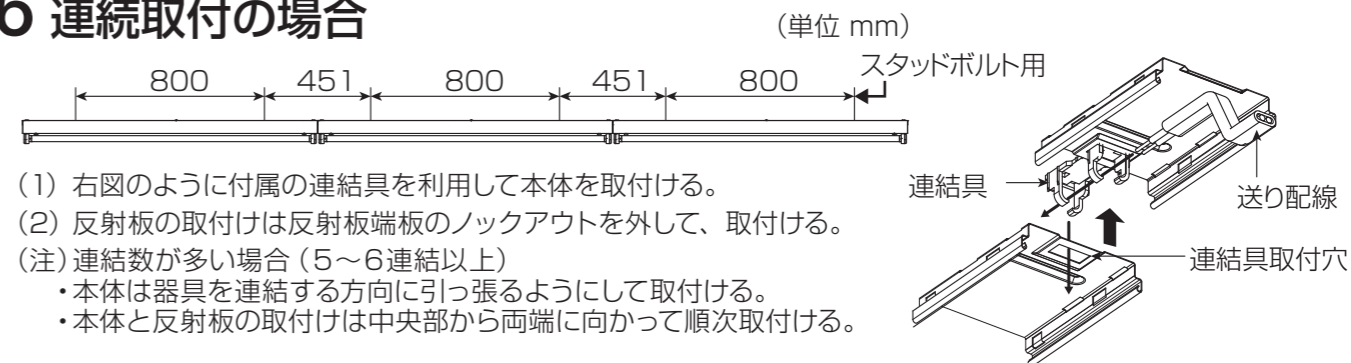 6 連続取付の場合
(単位 mm)
スタッドボルト用
800 451 800 451 800
(1) 右図のように付属の連結具を利用して本体を取付ける。
(2) 反射板の取付けは反射板端板のノックアウトを外して、取付ける。
(注) 連結数が多い場合(5〜6連結以上)
・本体は器具を連結する方向に引っ張るようにして取付ける。
・本体と反射板の取付けは中央部から両端に向かって順次取付ける。
連結具
送り配線
連結具取付穴